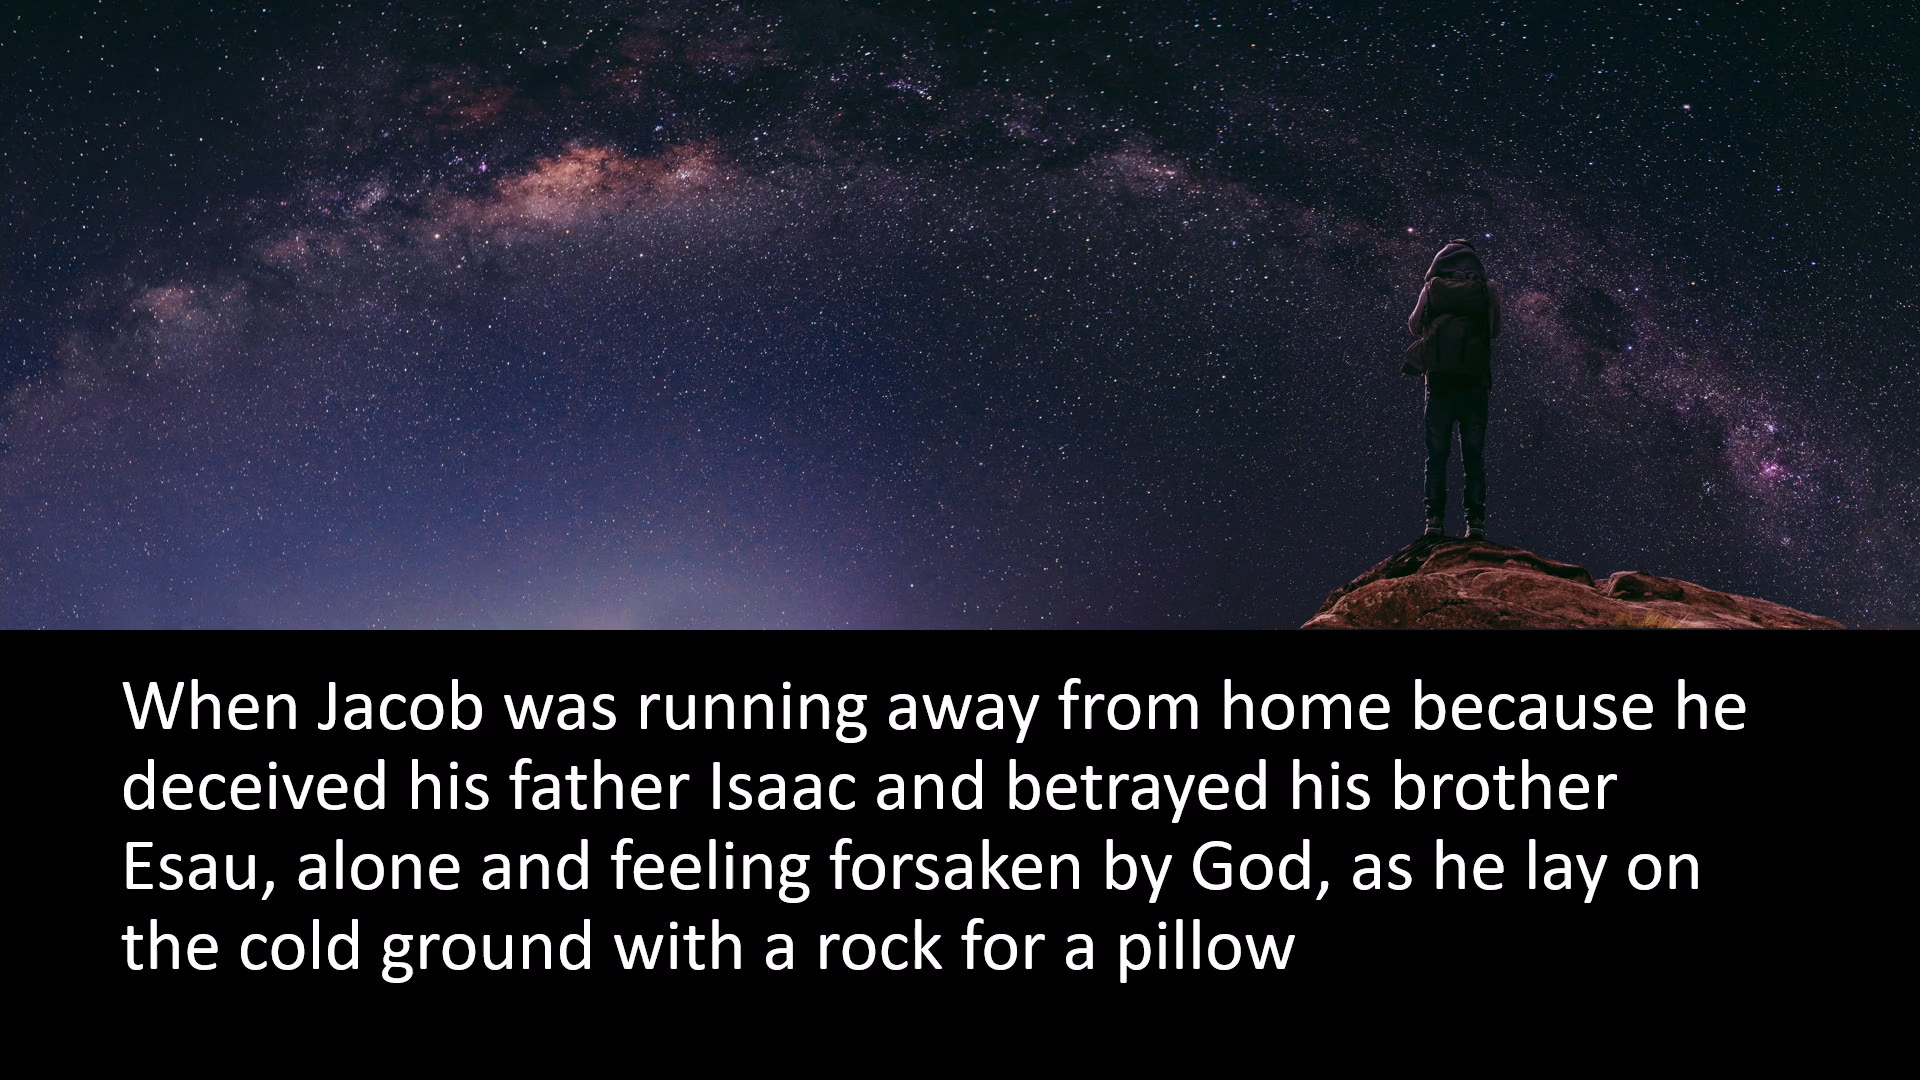 When Jacob was running away from home because he
deceived his father Isaac and betrayed his brother
Esau, alone and feeling forsaken by God, as he lay on
the cold ground with a rock for a pillow